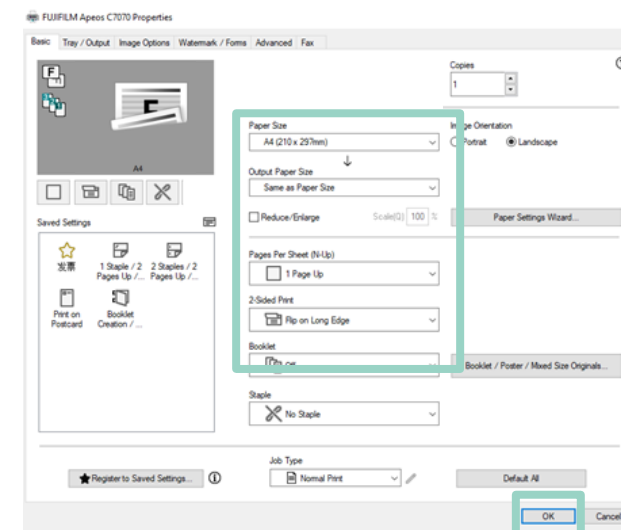 FUJIFILM Apeos C7070 Properties
Basic Tray / Output Image Options Watermark / Forms Advanced Fax
Copies
1
F
F
Paper Size
A4 (210 x 297mm)
Image Orientation
Portrait Landscape
A4
Output Paper Size
Same as Paper Size
Saved Settings
Reduce/Enlarge Scale(Q) 100 %
Paper Settings Wizard...
发票
1 Staple / 2 Pages Up /...
2 Staples / 2 Pages Up /...
Pages Per Sheet (N-Up)
1 Page Up
Print on Postcard
Booklet Creation / ...
2-Sided Print
Flip on Long Edge
Booklet
Off
Booklet / Poster / Mixed Size Originals...
Staple
No Staple
Job Type
Register to Saved Settings...
Normal Print
Default All
OK Cancel